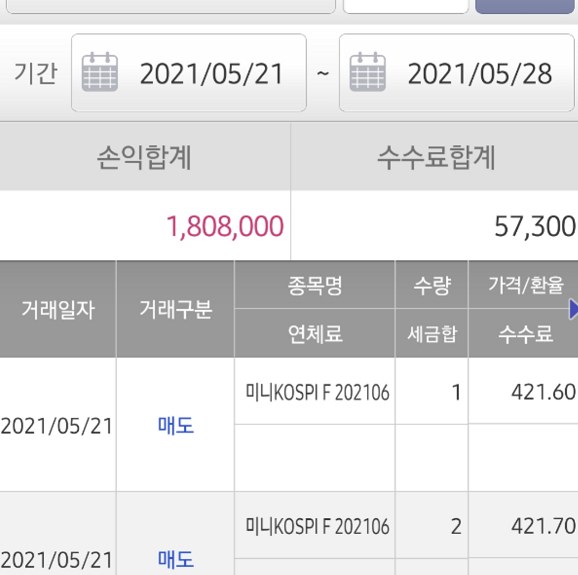 기간 2021/05/21 ~ 2021/05/28
손익합계 수수료합계
1,808,000 57,300
거래일자 거래구분 종목명 수량 가격/환율
연체료 세금합 수수료
2021/05/21 매도 미니KOSPI F 202106 1 421.60
2021/05/21 매도 미니KOSPI F 202106 2 421.70